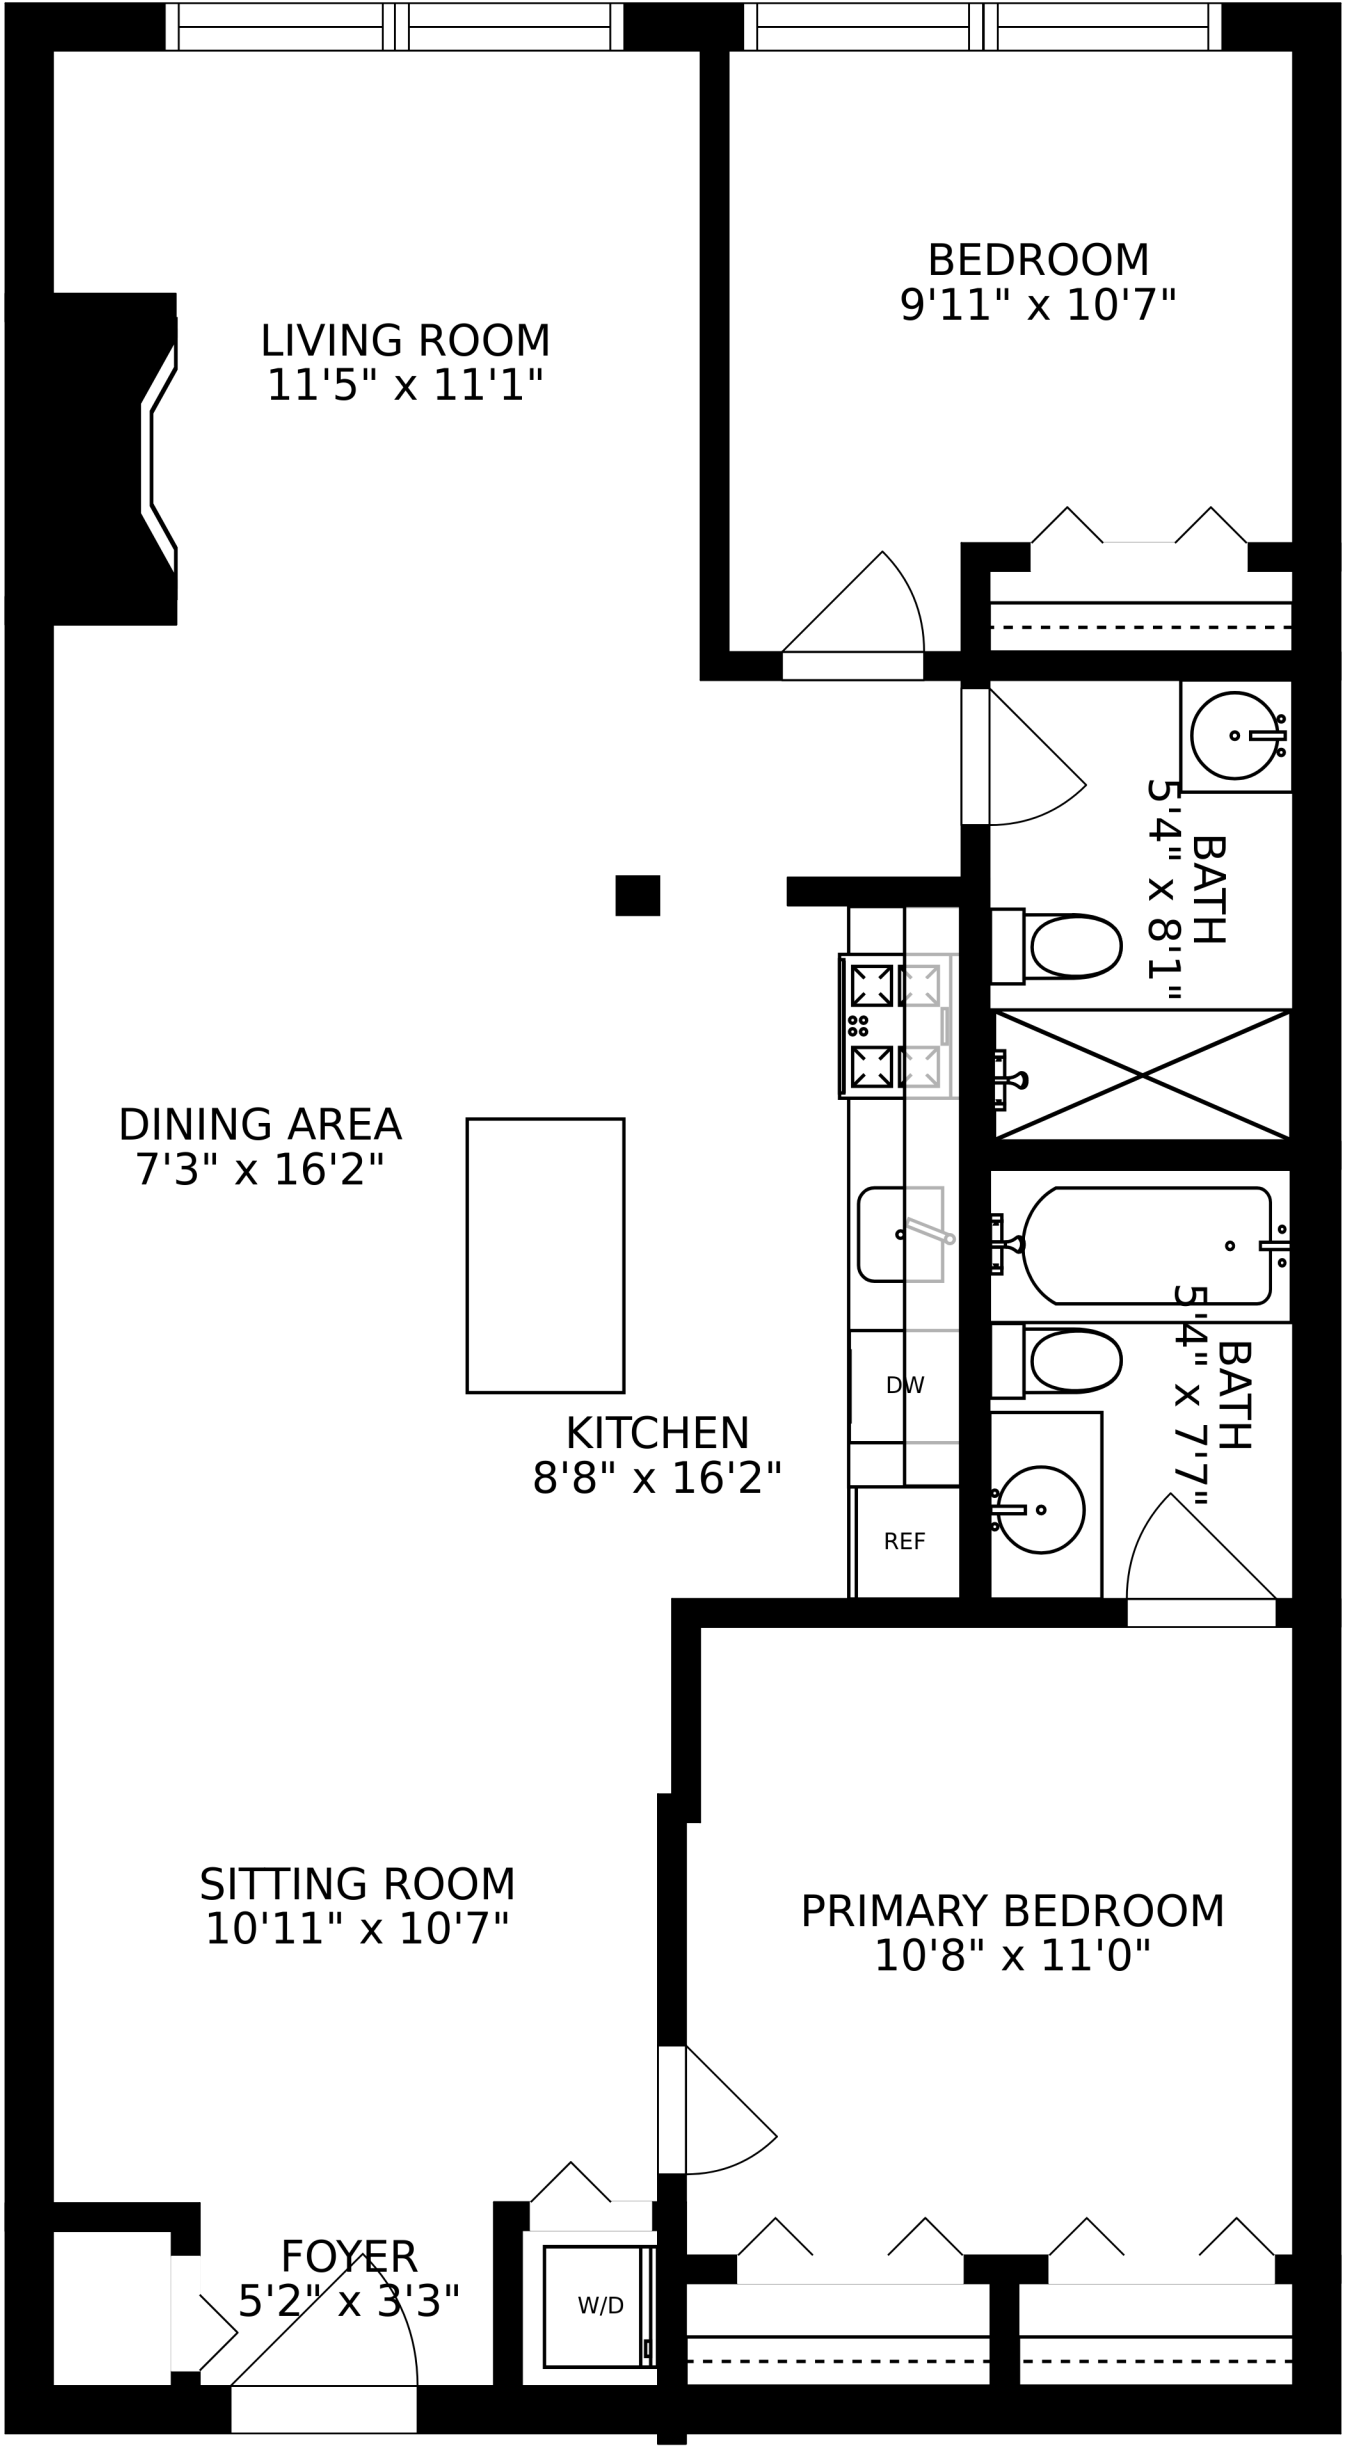 BEDROOM
9'11" x 10'7"
LIVING ROOM
11'5" x 11'1"
BATH
5'4" x 8'1"
DINING AREA
7'3" x 16'2"
BATH
5'4" x 7'7"
DW
KITCHEN
8'8" x 16'2"
REF
SITTING ROOM
10'11" x 10'7"
PRIMARY BEDROOM
10'8" x 11'0"
FOYER
5'2" x 3'3"
W/D